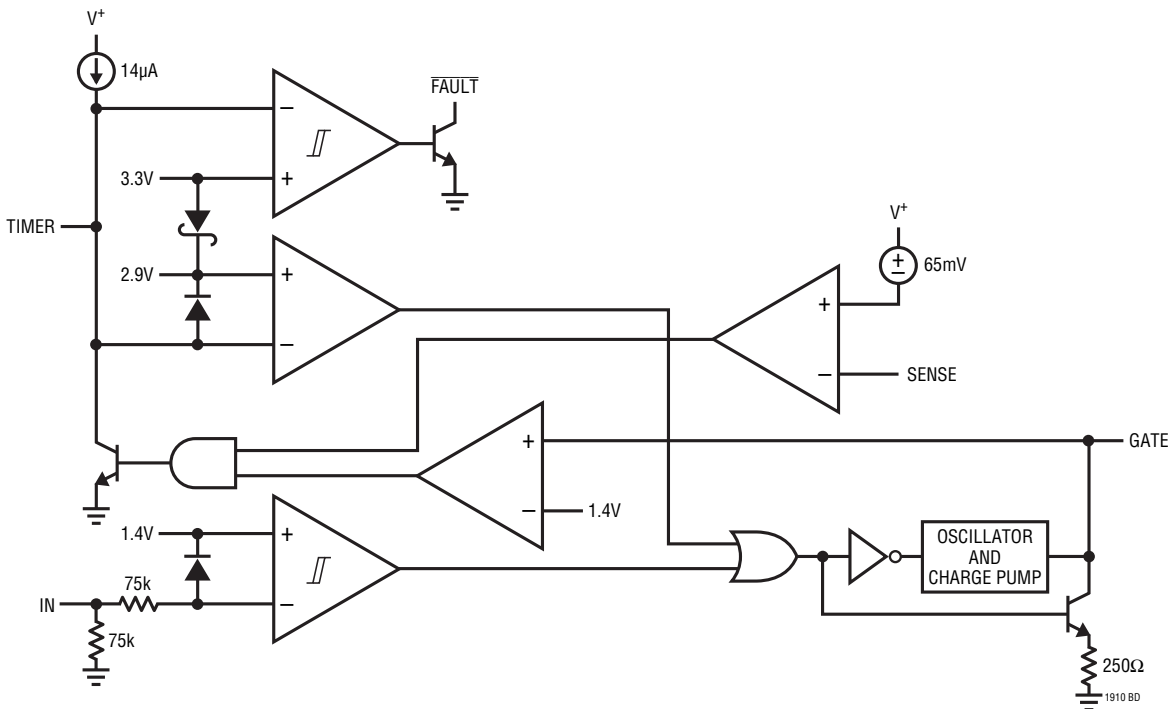 V+
14µA
FAULT
–
3.3V
+
TIMER
V+
+
–
65mV
2.9V
+
+
–
–
SENSE
+
GATE
–
1.4V
1.4V
+
OSCILLATOR
AND
CHARGE PUMP
75k
IN
–
75k
250Ω
1910 BD